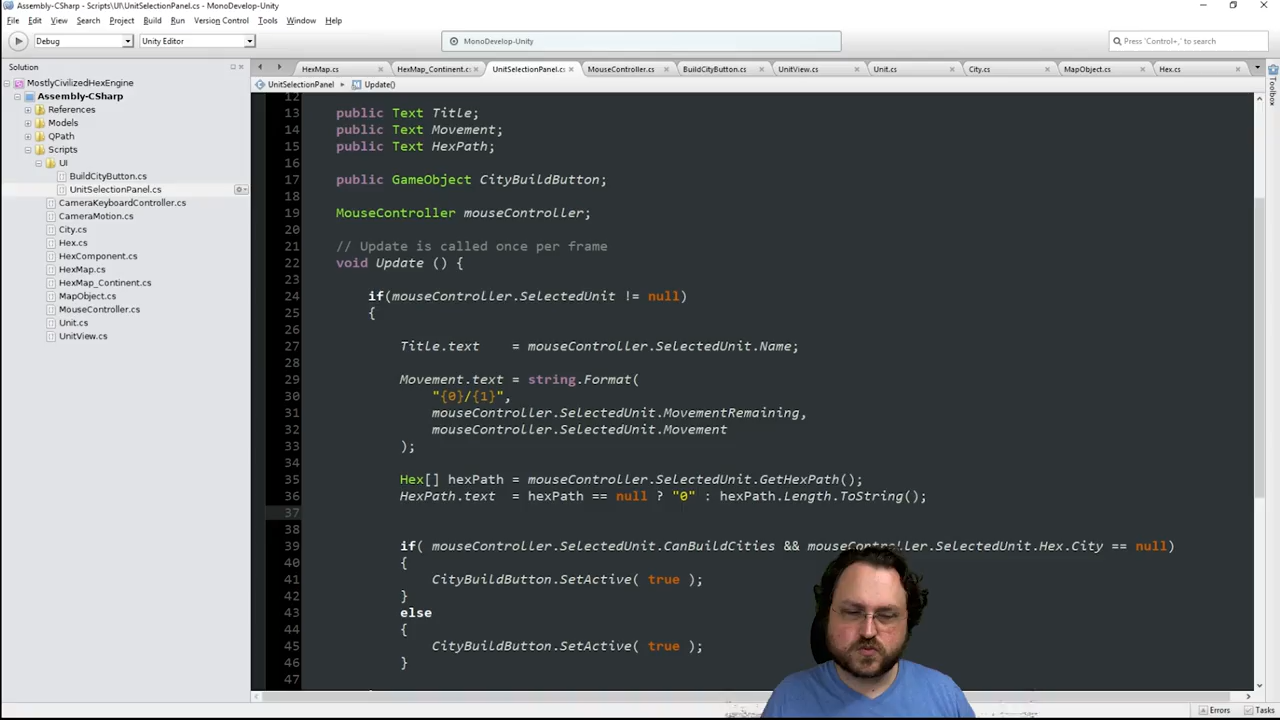 Assembly-CSharp - Scripts\UI\UnitSelectionPanel.cs - MonoDevelop-Unity
File Edit View Search Project Build Run Version Control Tools Window Help
Debug Unity Editor MonoDevelop-Unity Press 'Control+,' to search
Solution HexMap.cs HexMap_Continent.cs UnitSelectionPanel.cs MouseController.cs BuildCityButton.cs UnitView.cs Unit.cs City.cs MapObject.cs Hex.cs
MostlyCivilizedHexEngine
Assembly-CSharp
References
Models
QPath
Scripts
UI
BuildCityButton.cs
UnitSelectionPanel.cs
CameraKeyboardController.cs
CameraMotion.cs
City.cs
Hex.cs
HexComponent.cs
HexMap.cs
HexMap_Continent.cs
MapObject.cs
MouseController.cs
Unit.cs
UnitView.cs
Toolbox
UnitSelectionPanel Update()
12
13 public Text Title;
14 public Text Movement;
15 public Text HexPath;
16
17 public GameObject CityBuildButton;
18
19 MouseController mouseController;
20
21 // Update is called once per frame
22 void Update () {
23
24 if(mouseController.SelectedUnit != null)
25 {
26
27 Title.text    = mouseController.SelectedUnit.Name;
28
29 Movement.text = string.Format(
30 "{0}/{1}",
31 mouseController.SelectedUnit.MovementRemaining,
32 mouseController.SelectedUnit.Movement
33 );
34
35 Hex[] hexPath = mouseController.SelectedUnit.GetHexPath();
36 HexPath.text  = hexPath == null ? "0" : hexPath.Length.ToString();
37
38
39 if( mouseController.SelectedUnit.CanBuildCities && mouseController.SelectedUnit.Hex.City == null)
40 {
41 CityBuildButton.SetActive( true );
42 }
43 else
44 {
45 CityBuildButton.SetActive( true );
46 }
47
Errors Tasks